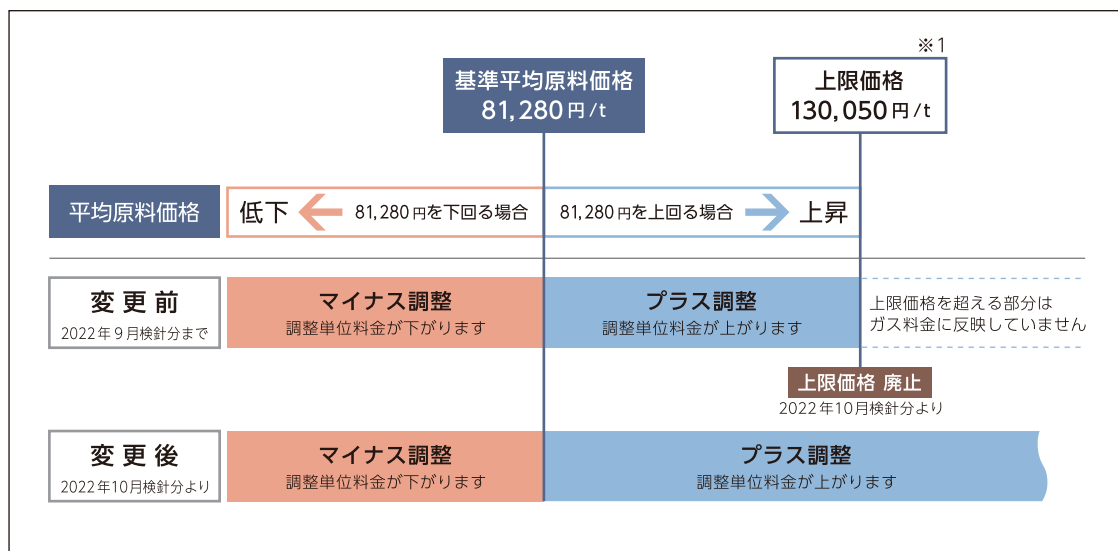 ※1
基準平均原料価格
81,280円/t
上限価格
130,050円/t
平均原料価格
低下
81,280円を下回る場合
81,280円を上回る場合
上昇
変更前
2022年9月検針分まで
マイナス調整
調整単位料金が下がります
プラス調整
調整単位料金が上がります
上限価格を超える部分は
ガス料金に反映していません
上限価格 廃止
2022年10月検針分より
変更後
2022年10月検針分より
マイナス調整
調整単位料金が下がります
プラス調整
調整単位料金が上がります